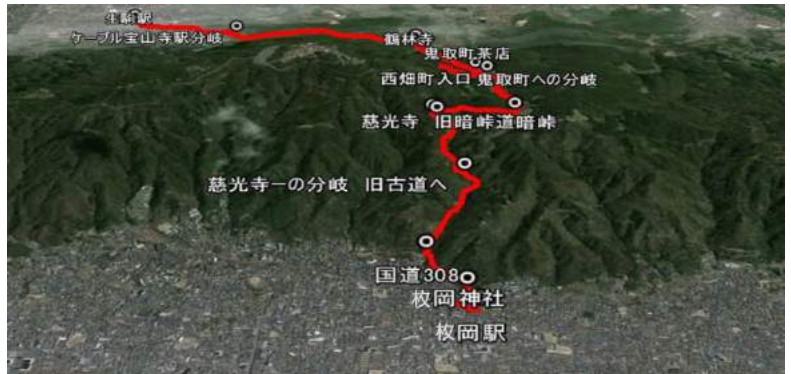 生駒駅
ケーブル宝山寺駅分岐
鶴林寺
鬼取町茶店
西畑町入口 鬼取町への分岐
慈光寺 旧暗峠道暗峠
慈光寺ーの分岐 旧古道へ
国道308
枚岡神社
枚岡駅